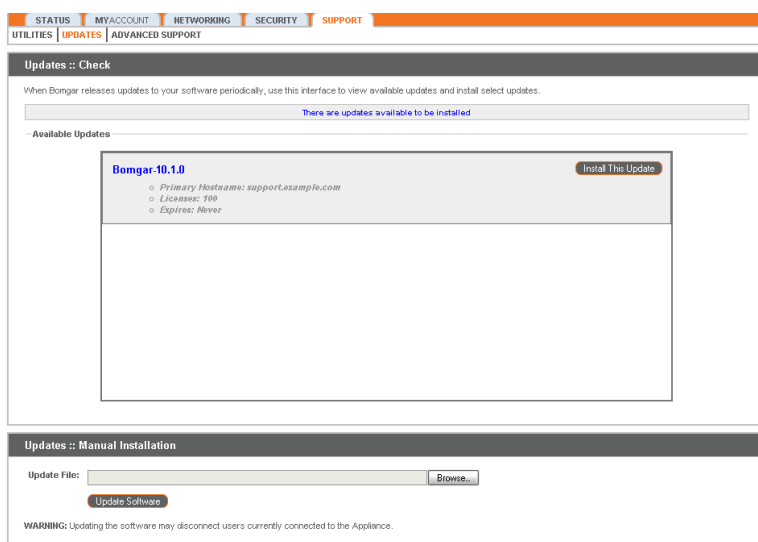 STATUS MYACCOUNT NETWORKING SECURITY SUPPORT
UTILITIES UPDATES ADVANCED SUPPORT
Updates :: Check
When Bomgar releases updates to your software periodically, use this interface to view available updates and install select updates.
There are updates available to be installed
Available Updates
Bomgar-10.1.0 Install This Update
Primary Hostname: support.example.com
Licenses: 100
Expires: Never
Updates :: Manual Installation
Update File: Browse..
Update Software
WARNING: Updating the software may disconnect users currently connected to the Appliance.